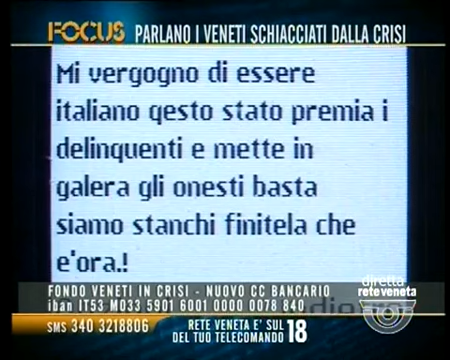 FOCUS PARLANO I VENETI SCHIACCIATI DALLA CRISI
Mi vergogno di essere
italiano qesto stato premia i
delinquenti e mette in
galera gli onesti basta
siamo stanchi finitela che
e'ora.!
diretta
reteveneta
FONDO VENETI IN CRISI - NUOVO CC BANCARIO
iban IT53 M033 5901 6001 0000 0078 840
SMS 340 3218806
RETE VENETA E' SUL
DEL TUO TELECOMANDO 18